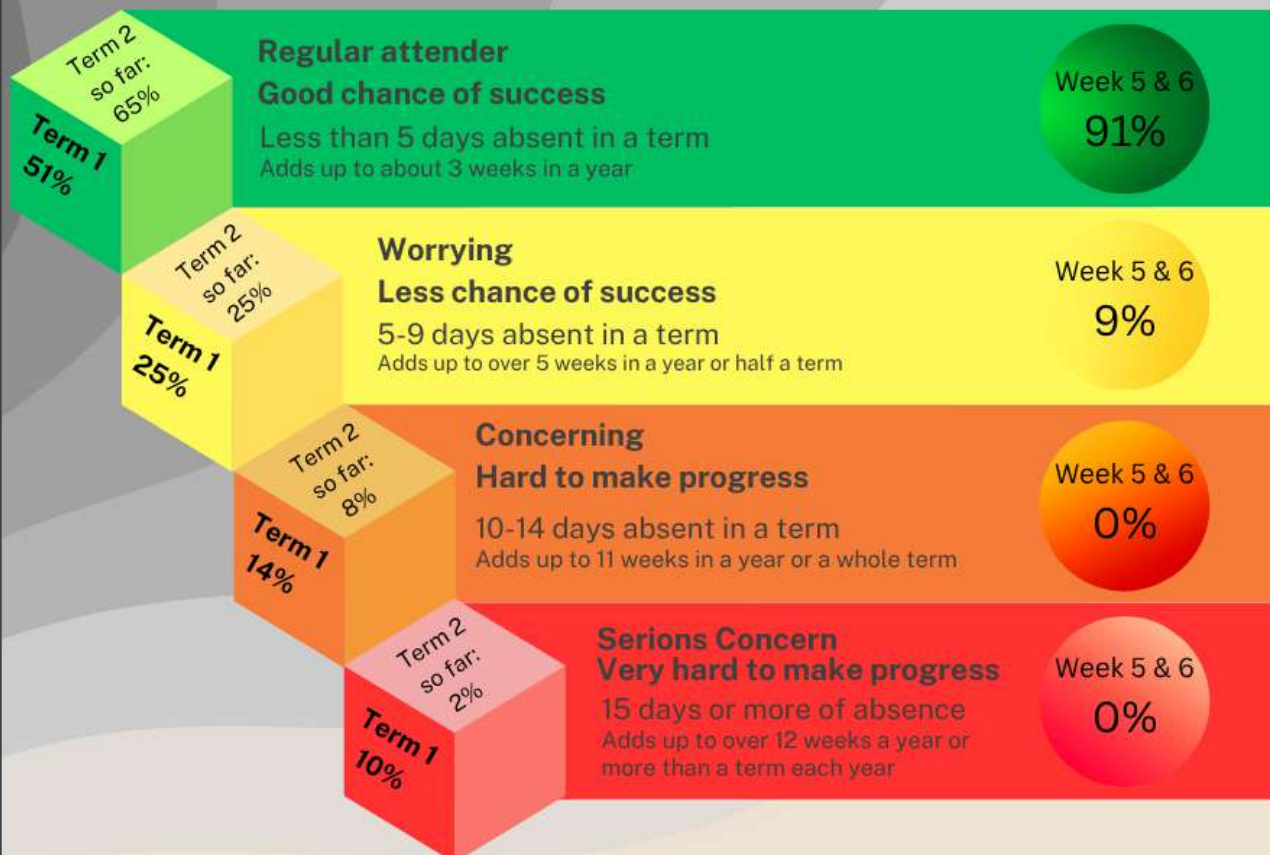 Term 2
so far:
65%
Term 1
51%
Regular attender
Good chance of success
Less than 5 days absent in a term
Adds up to about 3 weeks in a year
Week 5 & 6
91%
Term 2
so far:
25%
Term 1
25%
Worrying
Less chance of success
5-9 days absent in a term
Adds up to over 5 weeks in a year or half a term
Week 5 & 6
9%
Term 2
so far:
8%
Term 1
14%
Concerning
Hard to make progress
10-14 days absent in a term
Adds up to 11 weeks in a year or a whole term
Week 5 & 6
0%
Term 2
so far:
2%
Term 1
10%
Serions Concern
Very hard to make progress
15 days or more of absence
Adds up to over 12 weeks a year or
more than a term each year
Week 5 & 6
0%